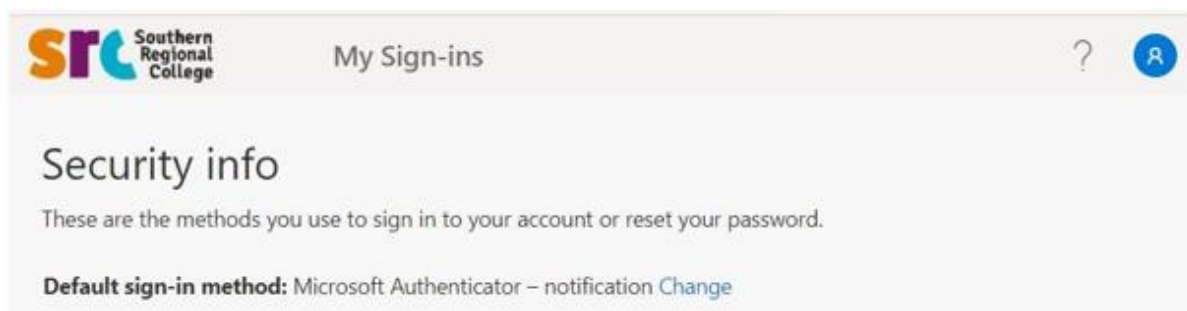 src Southern
Regional
College
My Sign-ins
?
Security info
These are the methods you use to sign in to your account or reset your password.
Default sign-in method: Microsoft Authenticator – notification Change